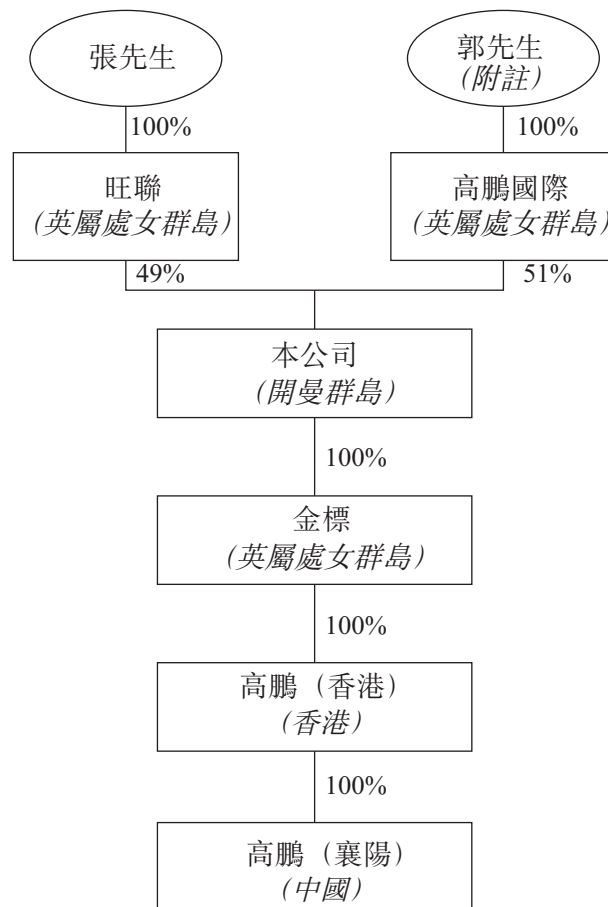 張先生
郭先生
(附註)
100%
100%
旺聯
(英屬處女群島)
高鵬國際
(英屬處女群島)
49%
51%
本公司
(開曼群島)
100%
金標
(英屬處女群島)
100%
高鵬（香港）
(香港)
100%
高鵬（襄陽）
(中國)